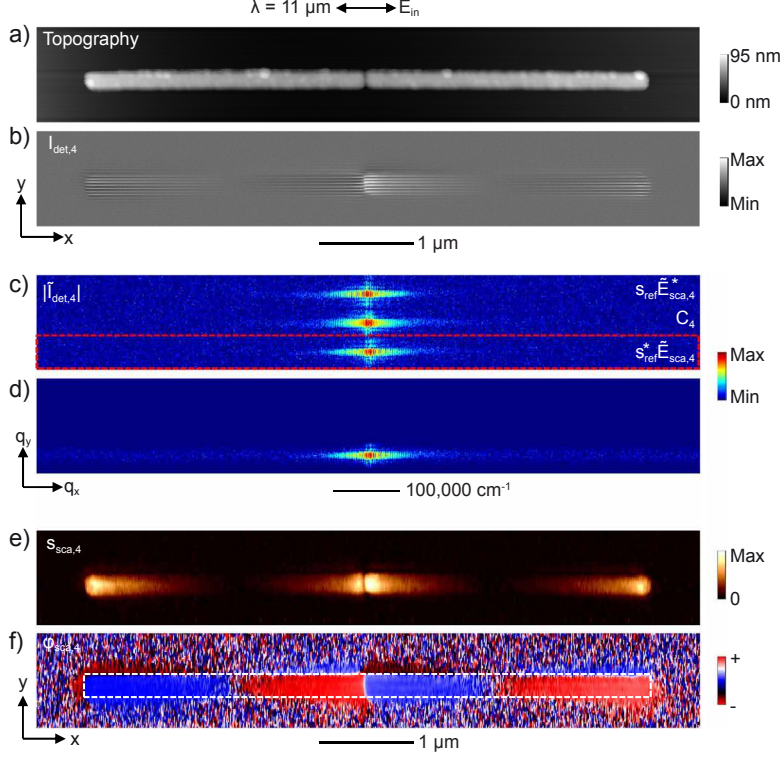 λ = 11 µm ⟷ E_in
a) Topography
95 nm
0 nm
b) I_det,4
Max
Min
y
x
1 µm
c) |Ĩ_det,4|
s_ref Ẽ*_sca,4
C_4
s*_ref Ẽ_sca,4
Max
Min
d)
q_y
q_x
100,000 cm⁻¹
e) s_sca,4
Max
0
f) φ_sca,4
+
-
y
x
1 µm